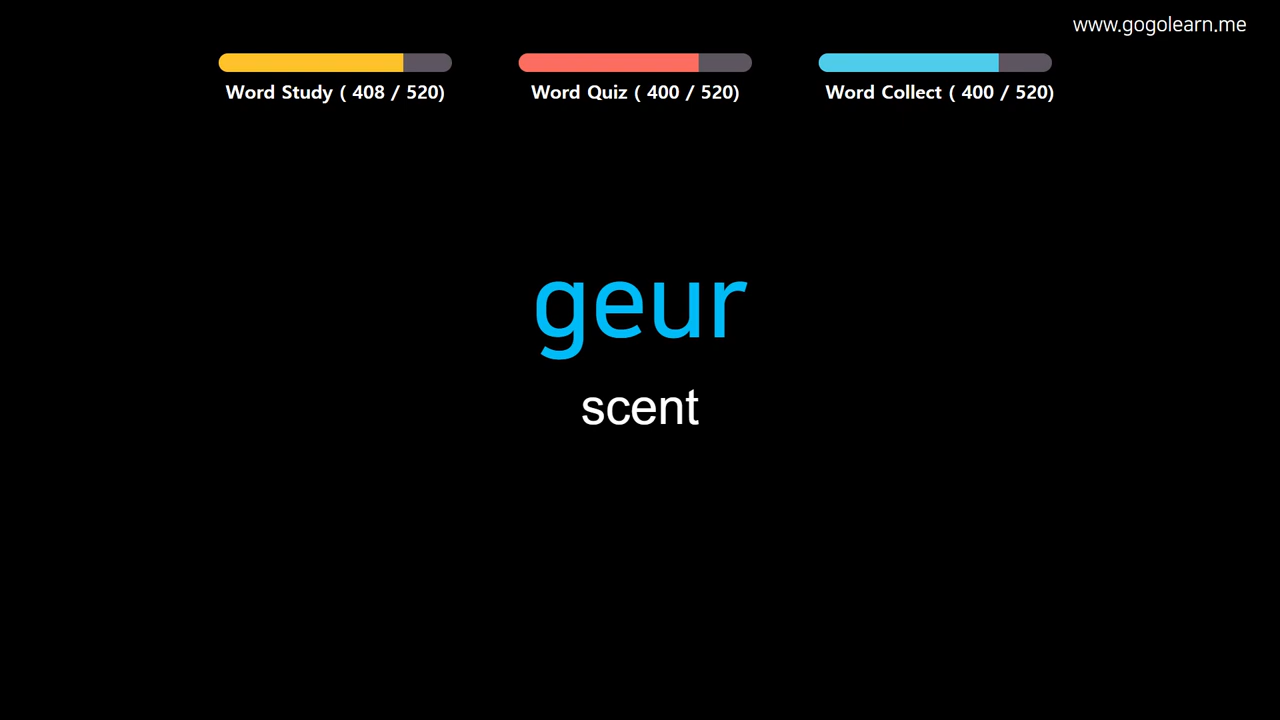 www.gogolearn.me
Word Study ( 408 / 520)
Word Quiz ( 400 / 520)
Word Collect ( 400 / 520)
geur
scent